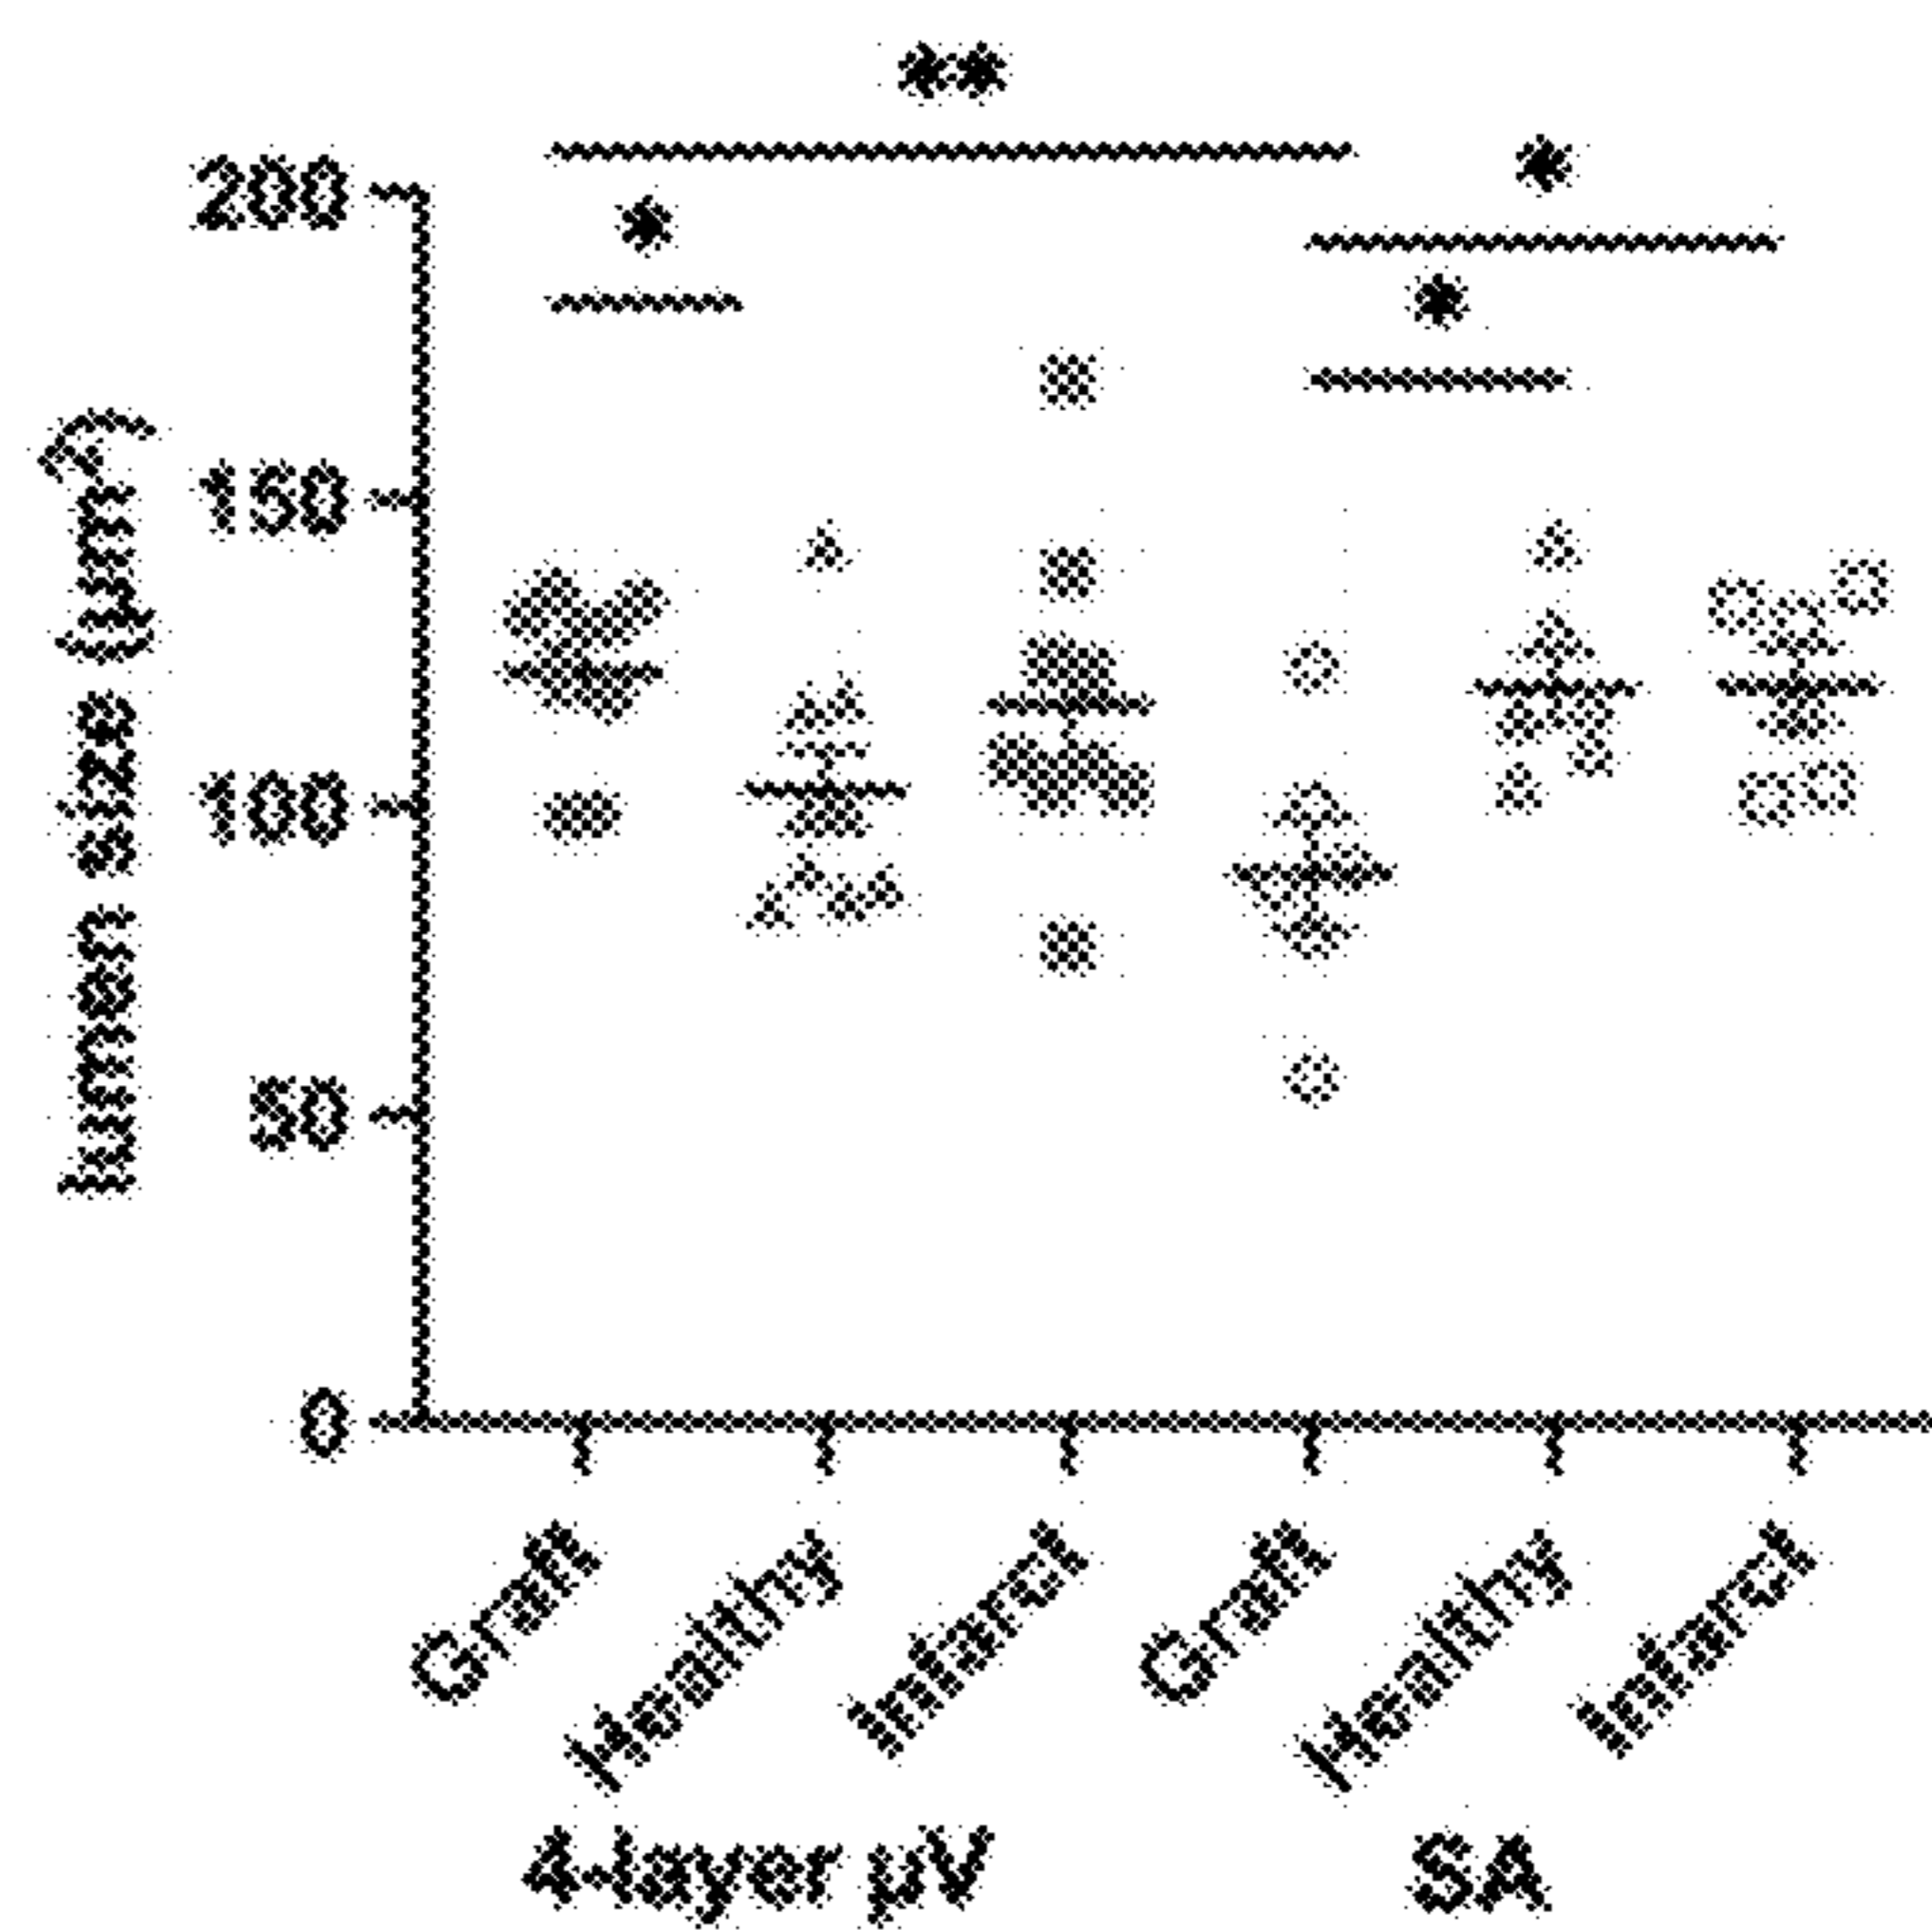 **
*
*
*
200
150
100
50
0
Lumen size (µm)
Graft
Healthy
Infarct
Graft
Healthy
Infarct
4-layer µV
SA